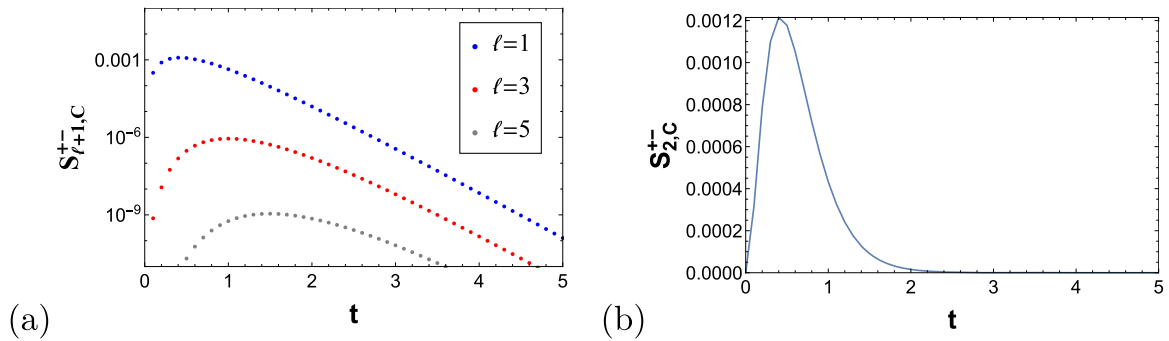 0.001
10^-6
10^-9
S^{+-}_{ℓ+1,C}
ℓ=1
ℓ=3
ℓ=5
0 1 2 3 4 5
t
(a)
0.0012
0.0010
0.0008
0.0006
0.0004
0.0002
0.0000
S^{+-}_{2,C}
0 1 2 3 4 5
t
(b)